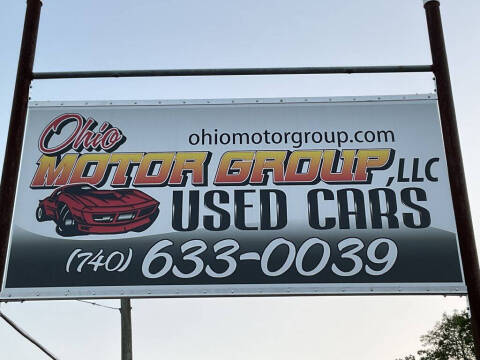 Ohio
ohiomotorgroup.com
MOTOR GROUP, LLC
USED CARS
(740) 633-0039